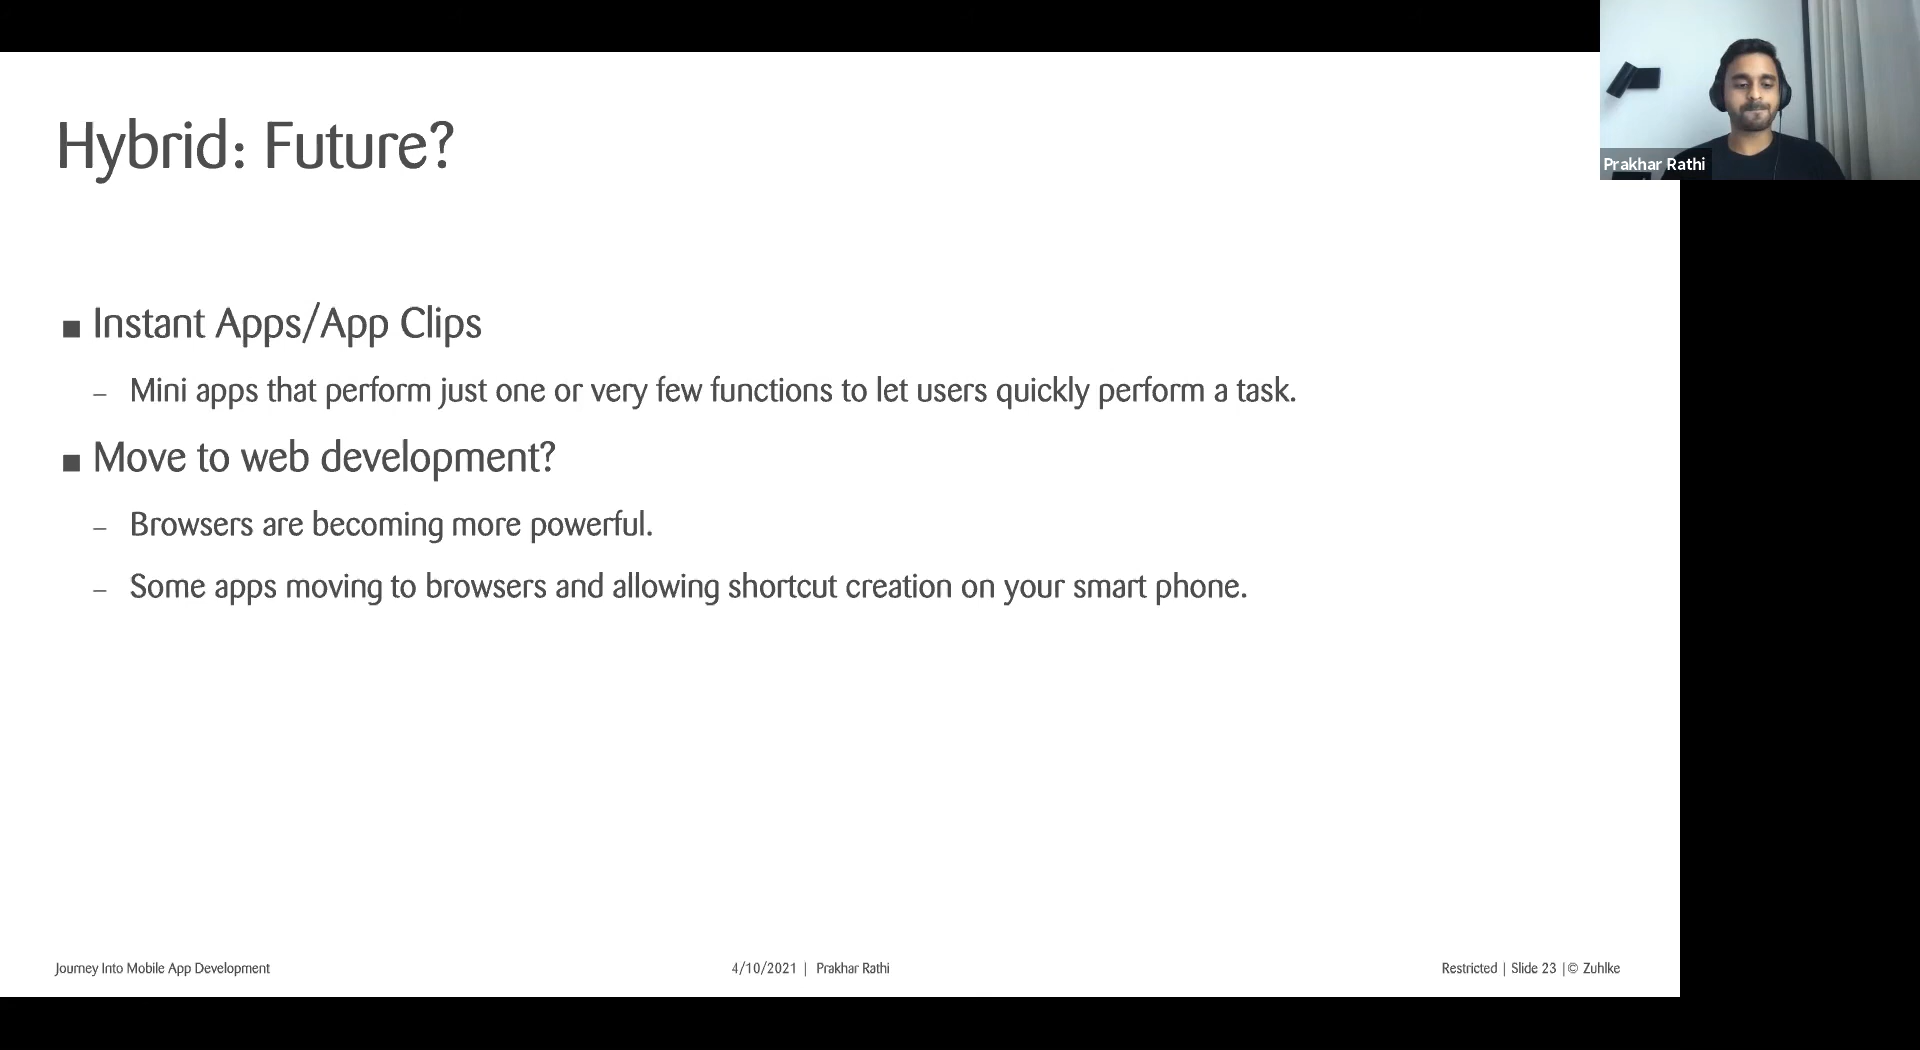 Hybrid: Future?
Prakhar Rathi
■ Instant Apps/App Clips
– Mini apps that perform just one or very few functions to let users quickly perform a task.
■ Move to web development?
– Browsers are becoming more powerful.
– Some apps moving to browsers and allowing shortcut creation on your smart phone.
Journey Into Mobile App Development
4/10/2021 | Prakhar Rathi
Restricted | Slide 23 |© Zuhlke